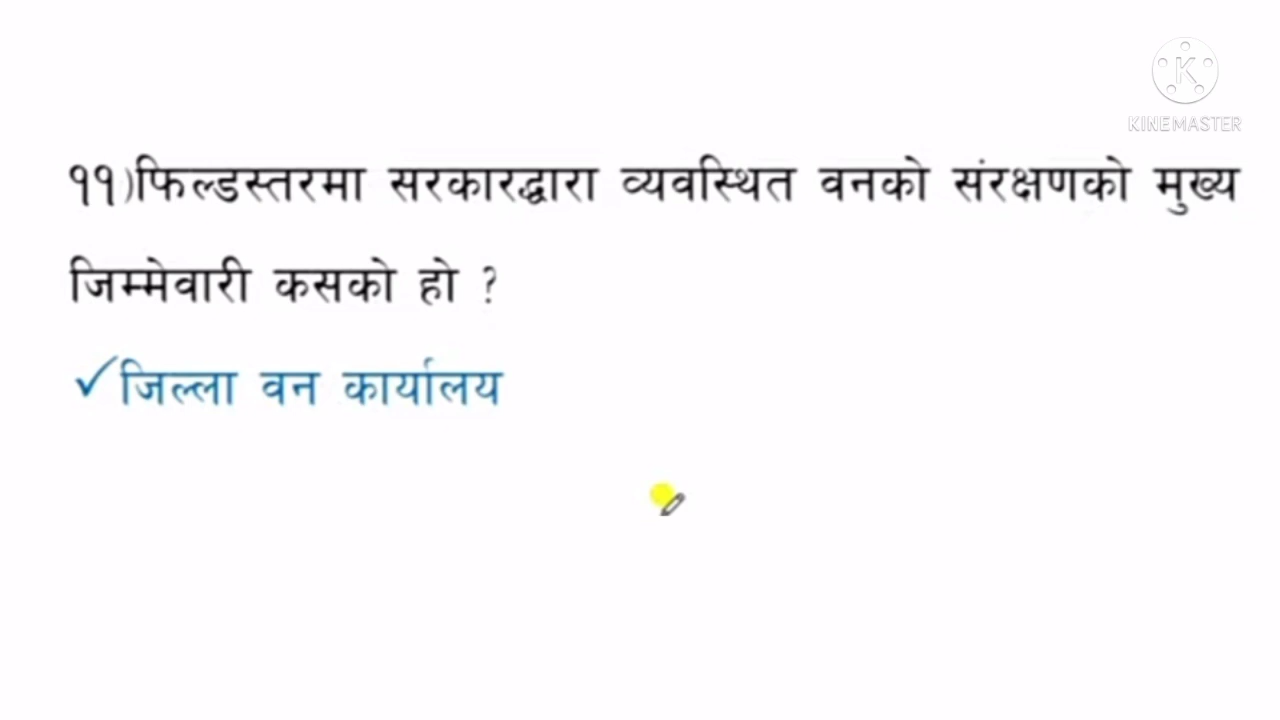 KINEMASTER
११)फिल्डस्तरमा सरकारद्धारा व्यवस्थित वनको संरक्षणको मुख्य
जिम्मेवारी कसको हो ?
✓जिल्ला वन कार्यालय